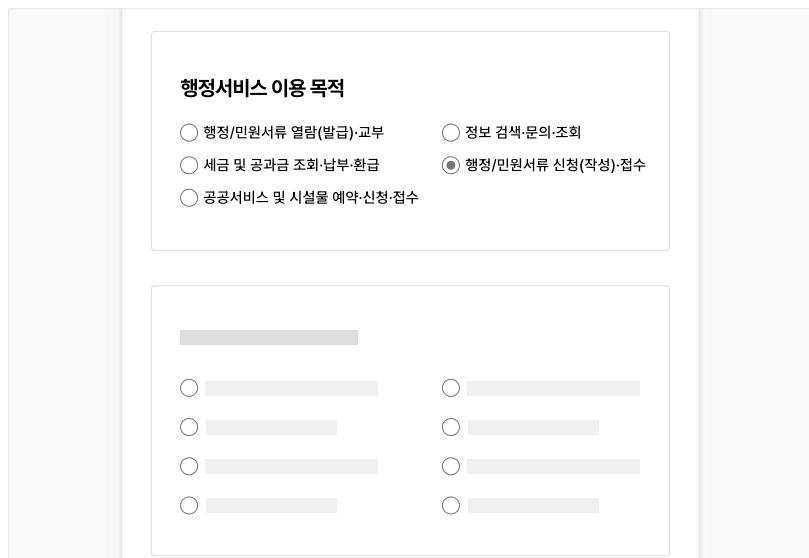 행정서비스 이용 목적
행정/민원서류 열람(발급)·교부
정보 검색·문의·조회
세금 및 공과금 조회·납부·환급
행정/민원서류 신청(작성)·접수
공공서비스 및 시설물 예약·신청·접수